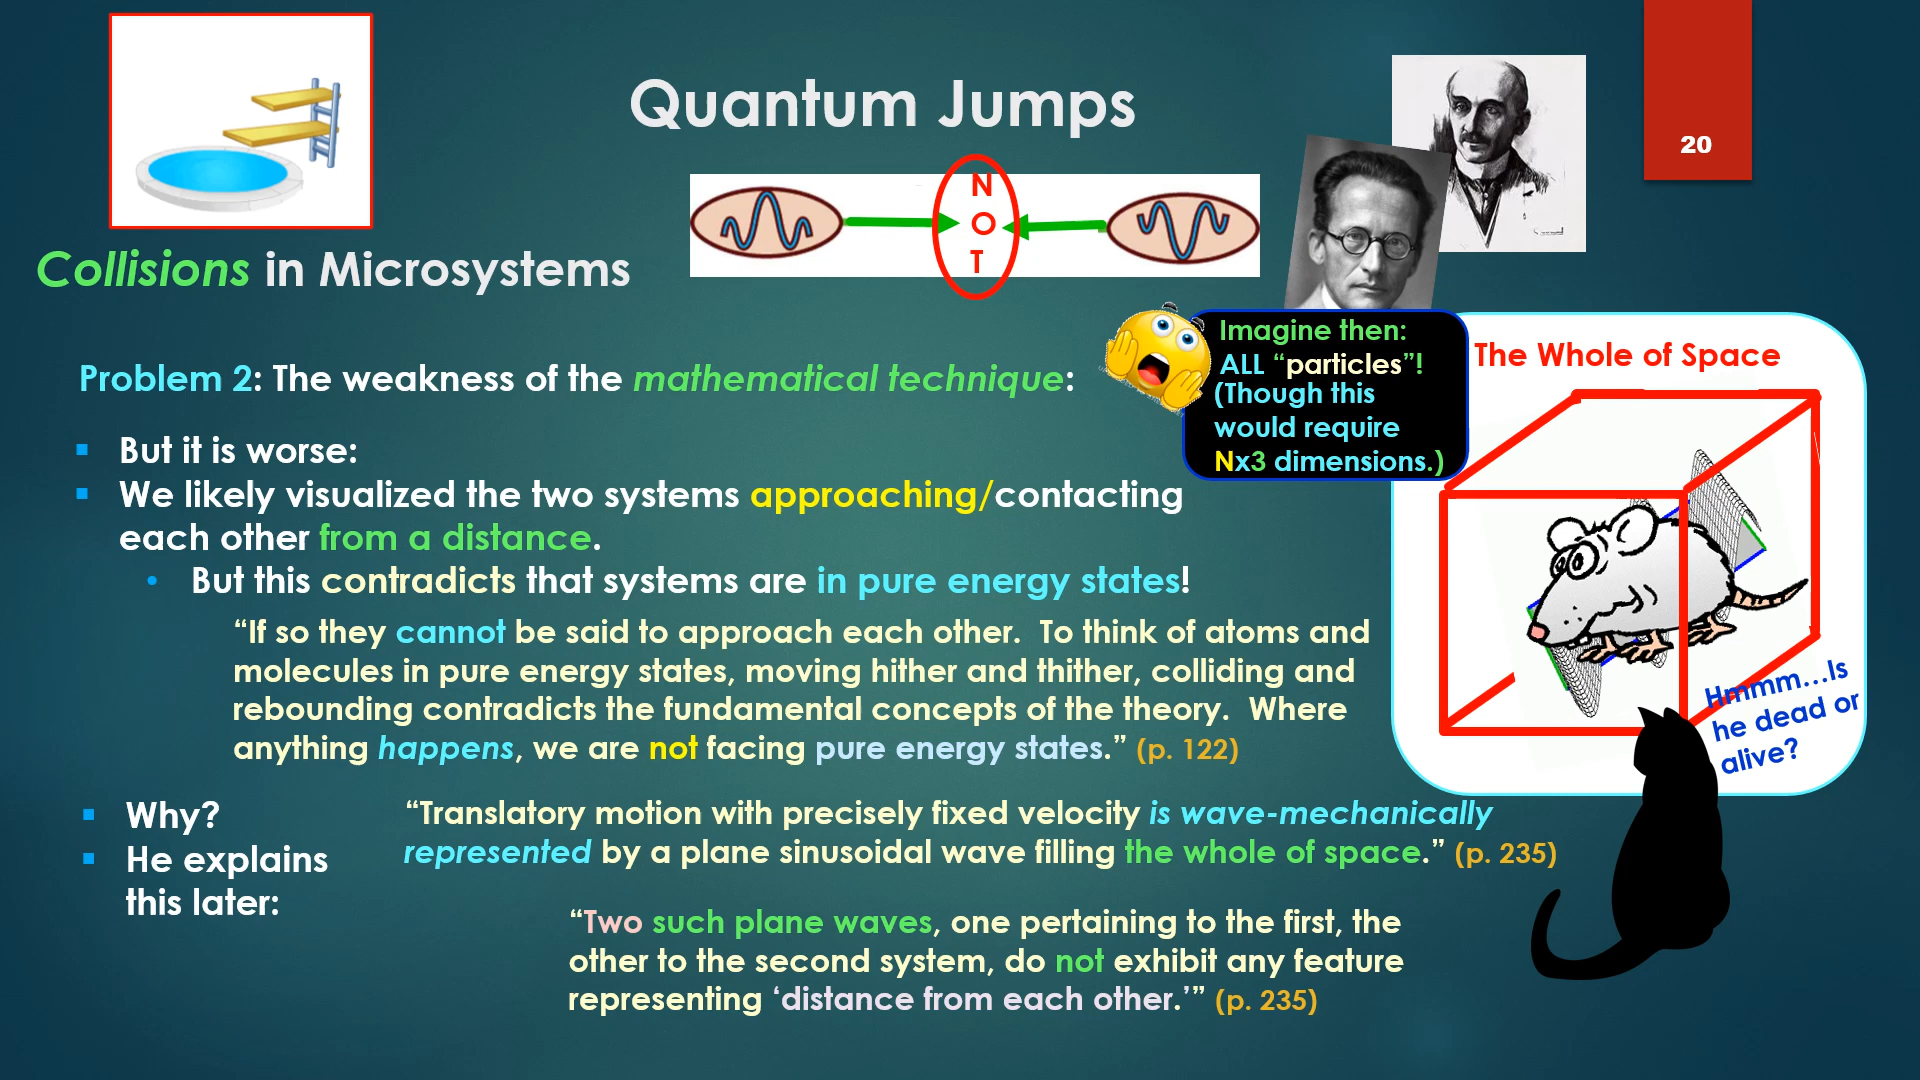 Quantum Jumps
20
N
O
T
Collisions in Microsystems
Imagine then:
ALL “particles”!
(Though this
would require
Nx3 dimensions.)
The Whole of Space
Problem 2: The weakness of the mathematical technique:
But it is worse:
We likely visualized the two systems approaching/contacting
each other from a distance.
But this contradicts that systems are in pure energy states!
“If so they cannot be said to approach each other. To think of atoms and
molecules in pure energy states, moving hither and thither, colliding and
rebounding contradicts the fundamental concepts of the theory. Where
anything happens, we are not facing pure energy states.” (p. 122)
Hmmm…Is
he dead or
alive?
Why?
He explains
this later:
“Translatory motion with precisely fixed velocity is wave-mechanically
represented by a plane sinusoidal wave filling the whole of space.” (p. 235)
“Two such plane waves, one pertaining to the first, the
other to the second system, do not exhibit any feature
representing ‘distance from each other.’” (p. 235)